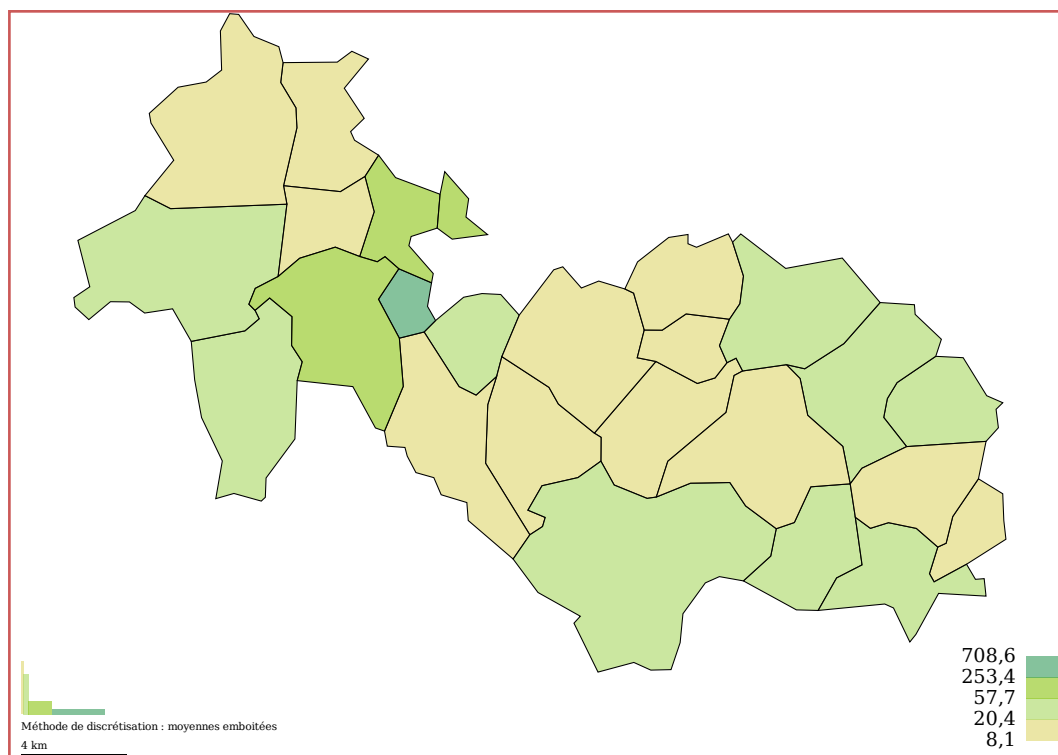 708,6
253,4
57,7
20,4
8,1
Méthode de discrétisation : moyennes emboitées
4 km